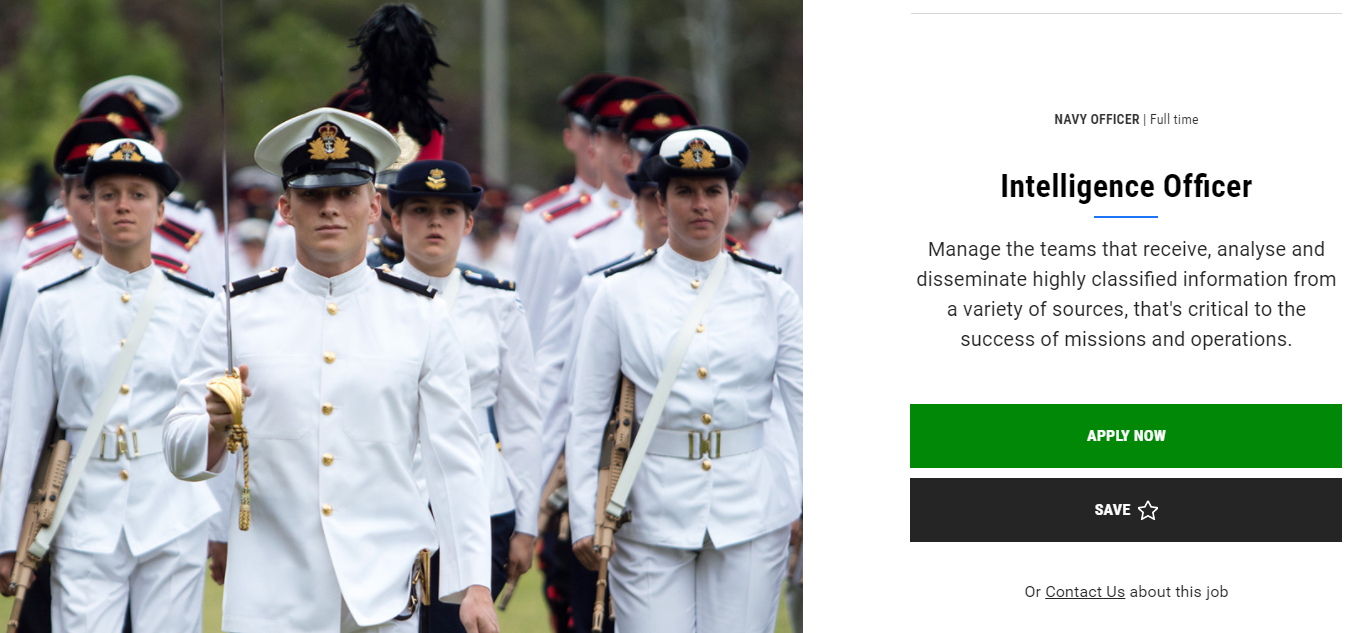 NAVY OFFICER | Full time
Intelligence Officer
Manage the teams that receive, analyse and
disseminate highly classified information from
a variety of sources, that's critical to the
success of missions and operations.
APPLY NOW
SAVE
Or Contact Us about this job